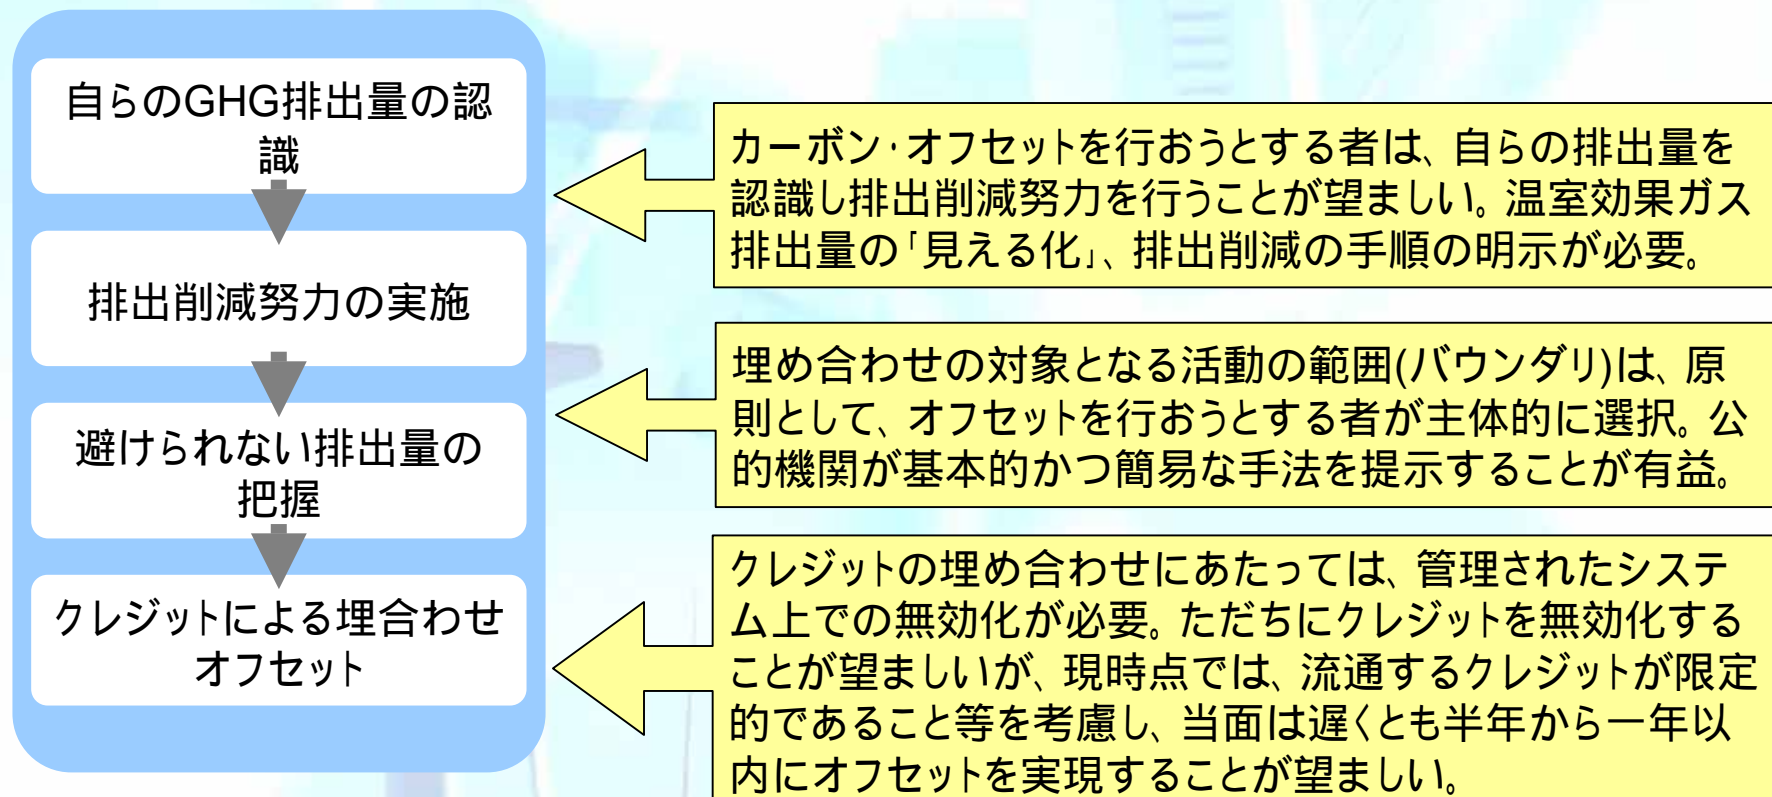 自らのGHG排出量の認
識
排出削減努力の実施
避けられない排出量の
把握
クレジットによる埋合わせ
オフセット
カーボン・オフセットを行おうとする者は、自らの排出量を
認識し排出削減努力を行うことが望ましい。温室効果ガス
排出量の「見える化」、排出削減の手順の明示が必要。
埋め合わせの対象となる活動の範囲(バウンダリ)は、原
則として、オフセットを行おうとする者が主体的に選択。公
的機関が基本的かつ簡易な手法を提示することが有益。
クレジットの埋め合わせにあたっては、管理されたシステ
ム上での無効化が必要。ただちにクレジットを無効化する
ことが望ましいが、現時点では、流通するクレジットが限定
的であること等を考慮し、当面は遅くとも半年から一年以
内にオフセットを実現することが望ましい。